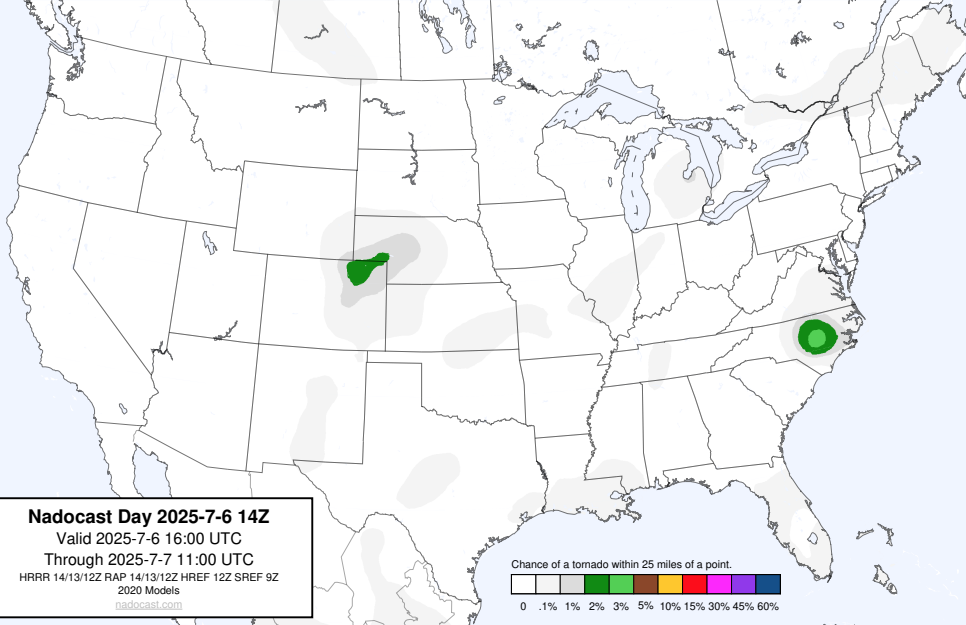 Nadocast Day 2025-7-6 14Z
Valid 2025-7-6 16:00 UTC
Through 2025-7-7 11:00 UTC
HRRR 14/13/12Z RAP 14/13/12Z HREF 12Z SREF 9Z
2020 Models
nadocast.com
Chance of a tornado within 25 miles of a point.
0 .1% 1% 2% 3% 5% 10% 15% 30% 45% 60%